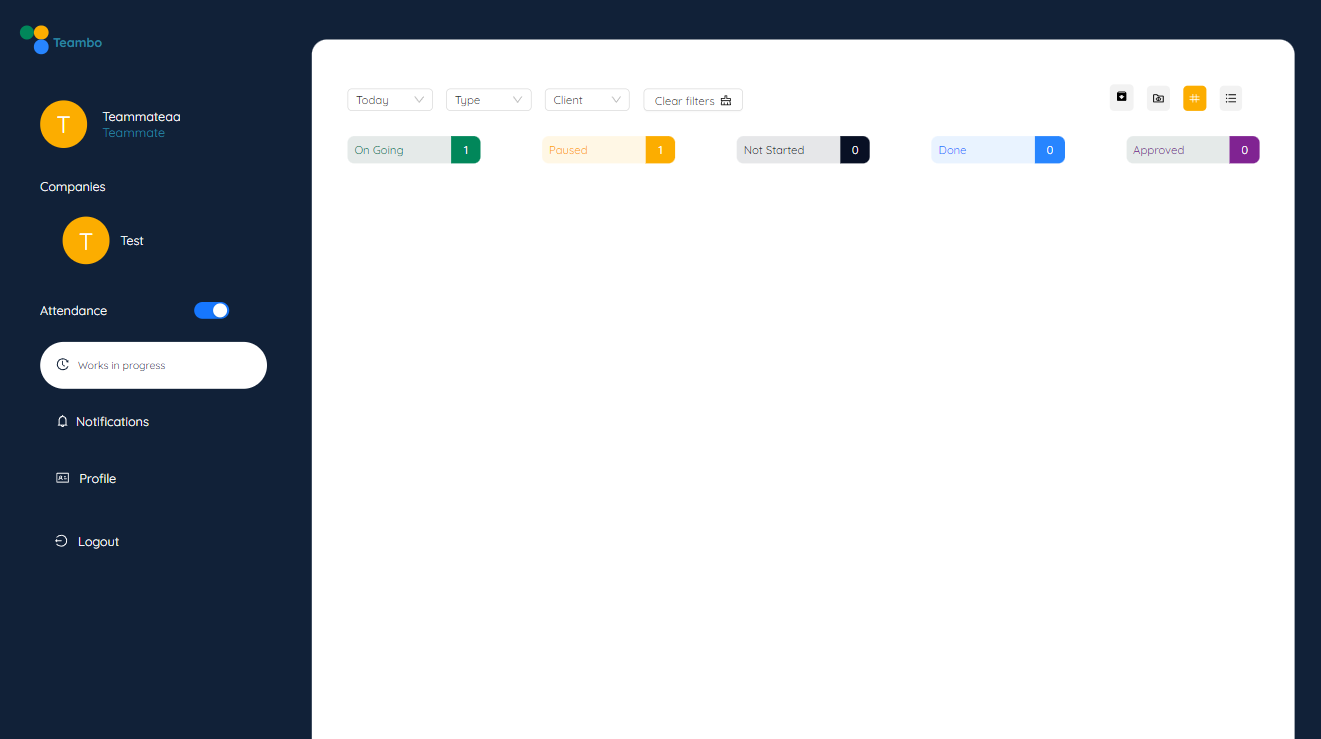 Teambo
T
Teammateaa
Teammate
Companies
T
Test
Attendance
Works in progress
Notifications
Profile
Logout
Today
Type
Client
Clear filters
On Going 1
Paused 1
Not Started 0
Done 0
Approved 0